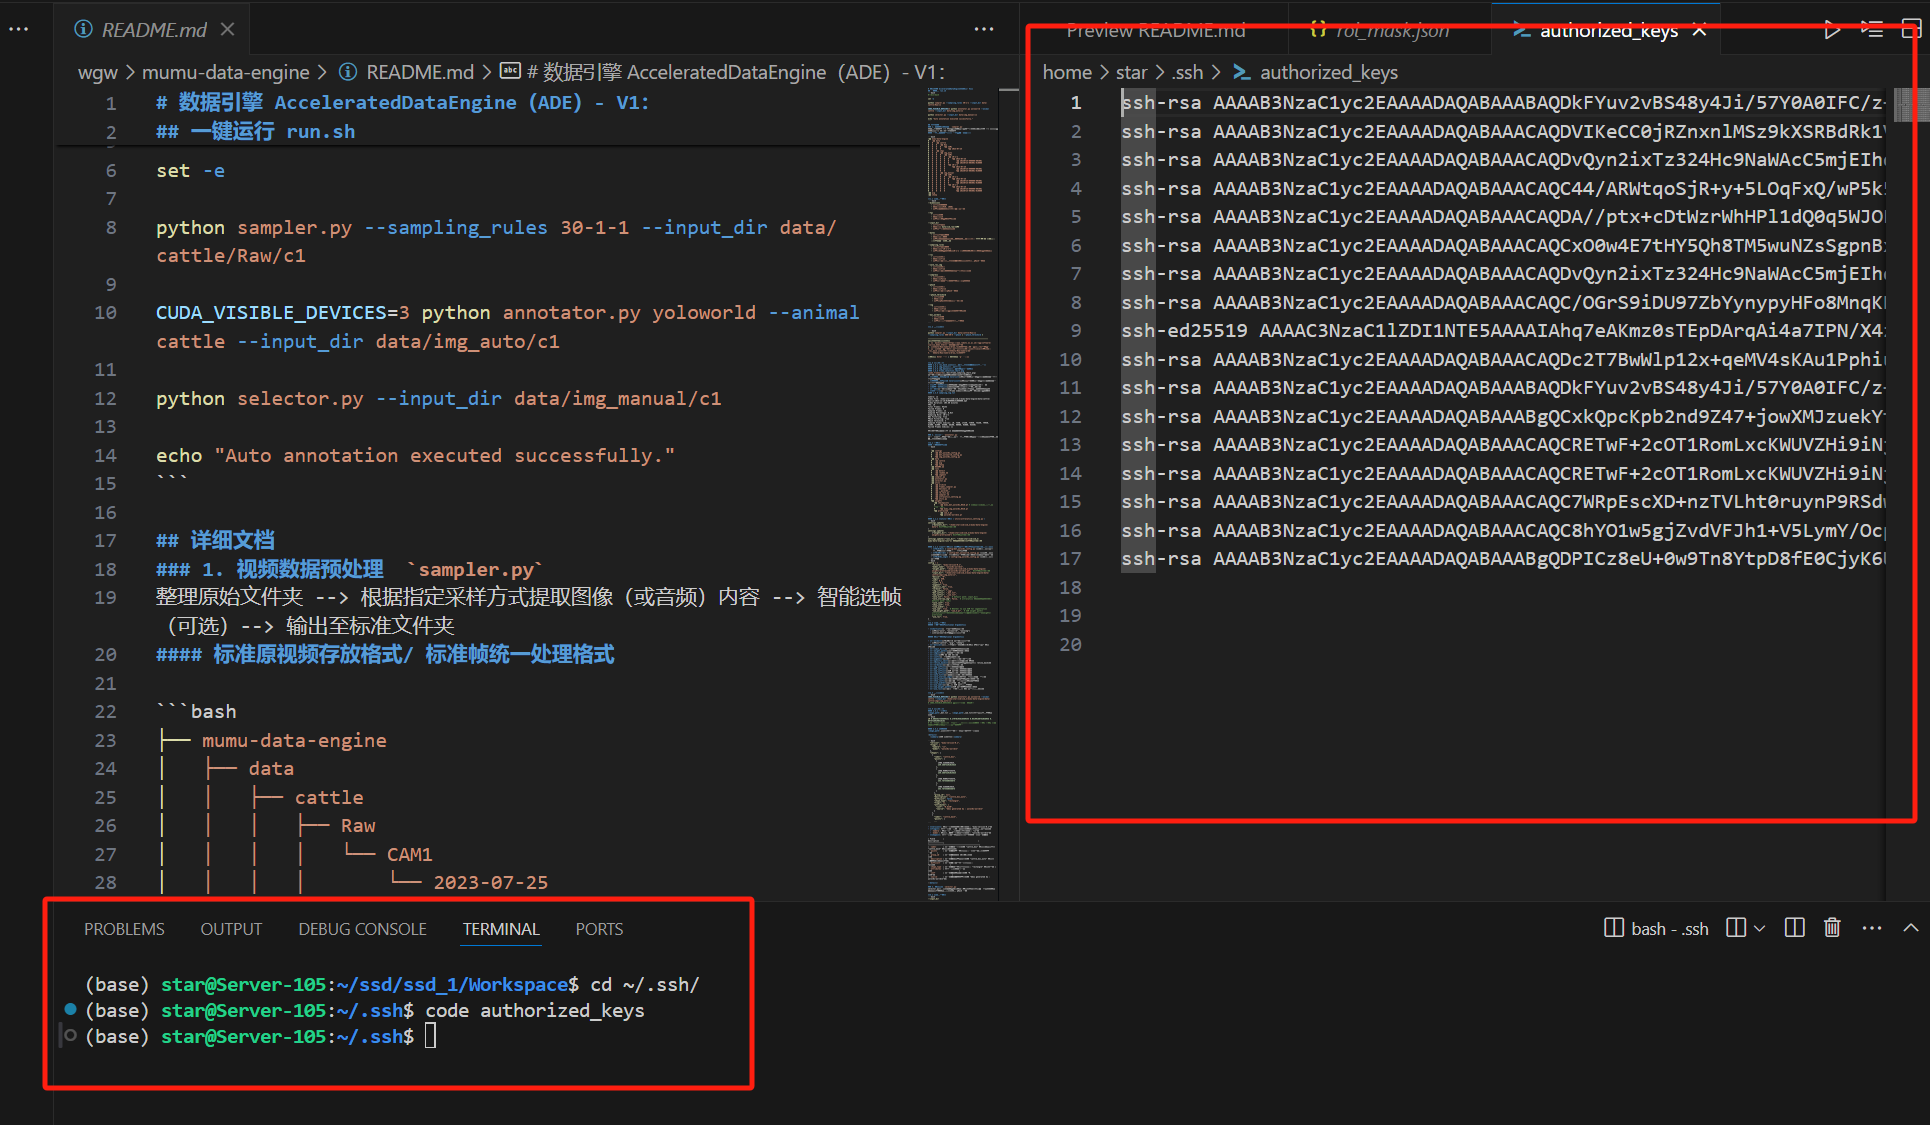 README.md
Preview README.md
roi_mask.json
authorized_keys
wgw > mumu-data-engine > README.md > # 数据引擎 AcceleratedDataEngine（ADE）- V1:
home > star > .ssh > authorized_keys
1 # 数据引擎 AcceleratedDataEngine（ADE）- V1:
2 ## 一键运行 run.sh
6 set -e
7
8 python sampler.py --sampling_rules 30-1-1 --input_dir data/
cattle/Raw/c1
9
10 CUDA_VISIBLE_DEVICES=3 python annotator.py yoloworld --animal
cattle --input_dir data/img_auto/c1
11
12 python selector.py --input_dir data/img_manual/c1
13
14 echo "Auto annotation executed successfully."
15 ```
16
17 ## 详细文档
18 ### 1. 视频数据预处理 `sampler.py`
19 整理原始文件夹 --> 根据指定采样方式提取图像（或音频）内容 --> 智能选帧
（可选）--> 输出至标准文件夹
20 #### 标准原视频存放格式/ 标准帧统一处理格式
21
22 ```bash
23 ├── mumu-data-engine
24 │   ├── data
25 │   │   ├── cattle
26 │   │   │   ├── Raw
27 │   │   │   │   └── CAM1
28 │   │   │   │       └── 2023-07-25
1 ssh-rsa AAAAB3NzaC1yc2EAAAADAQABAAABAQDkFYuv2vBS48y4Ji/57Y0A0IFC/z
2 ssh-rsa AAAAB3NzaC1yc2EAAAADAQABAAACAQDVIKeCC0jRZnxnlMSz9kXSRBdRk1
3 ssh-rsa AAAAB3NzaC1yc2EAAAADAQABAAACAQDvQyn2ixTz324Hc9NaWAcC5mjEIh
4 ssh-rsa AAAAB3NzaC1yc2EAAAADAQABAAACAQC44/ARWtqoSjR+y+5LOqFxQ/wP5k
5 ssh-rsa AAAAB3NzaC1yc2EAAAADAQABAAACAQDA//ptx+cDtWzrWhHPl1dQ0q5WJO
6 ssh-rsa AAAAB3NzaC1yc2EAAAADAQABAAACAQCxO0w4E7tHY5Qh8TM5wuNZsSgpnB
7 ssh-rsa AAAAB3NzaC1yc2EAAAADAQABAAACAQDvQyn2ixTz324Hc9NaWAcC5mjEIh
8 ssh-rsa AAAAB3NzaC1yc2EAAAADAQABAAACAQC/OGrS9iDU97ZbYynypyHFo8MnqK
9 ssh-ed25519 AAAAC3NzaC1lZDI1NTE5AAAAIAhq7eAKmz0sTEpDArqAi4a7IPN/X4
10 ssh-rsa AAAAB3NzaC1yc2EAAAADAQABAAACAQDc2T7BwWlp12x+qeMV4sKAu1Pphi
11 ssh-rsa AAAAB3NzaC1yc2EAAAADAQABAAABAQDkFYuv2vBS48y4Ji/57Y0A0IFC/z
12 ssh-rsa AAAAB3NzaC1yc2EAAAADAQABAAABgQCxkQpcKpb2nd9Z47+jowXMJzuekY
13 ssh-rsa AAAAB3NzaC1yc2EAAAADAQABAAACAQCRETwF+2cOT1RomLxcKWUVZHi9iN
14 ssh-rsa AAAAB3NzaC1yc2EAAAADAQABAAACAQCRETwF+2cOT1RomLxcKWUVZHi9iN
15 ssh-rsa AAAAB3NzaC1yc2EAAAADAQABAAACAQC7WRpEscXD+nzTVLht0ruynP9RSd
16 ssh-rsa AAAAB3NzaC1yc2EAAAADAQABAAACAQC8hYO1w5gjZvdVFJh1+V5LymY/Oc
17 ssh-rsa AAAAB3NzaC1yc2EAAAADAQABAAABgQDPICz8eU+0w9Tn8YtpD8fE0CjyK6
18
19
20
PROBLEMS OUTPUT DEBUG CONSOLE TERMINAL PORTS
bash - .ssh
(base) star@Server-105:~/ssd/ssd_1/Workspace$ cd ~/.ssh/
(base) star@Server-105:~/.ssh$ code authorized_keys
(base) star@Server-105:~/.ssh$